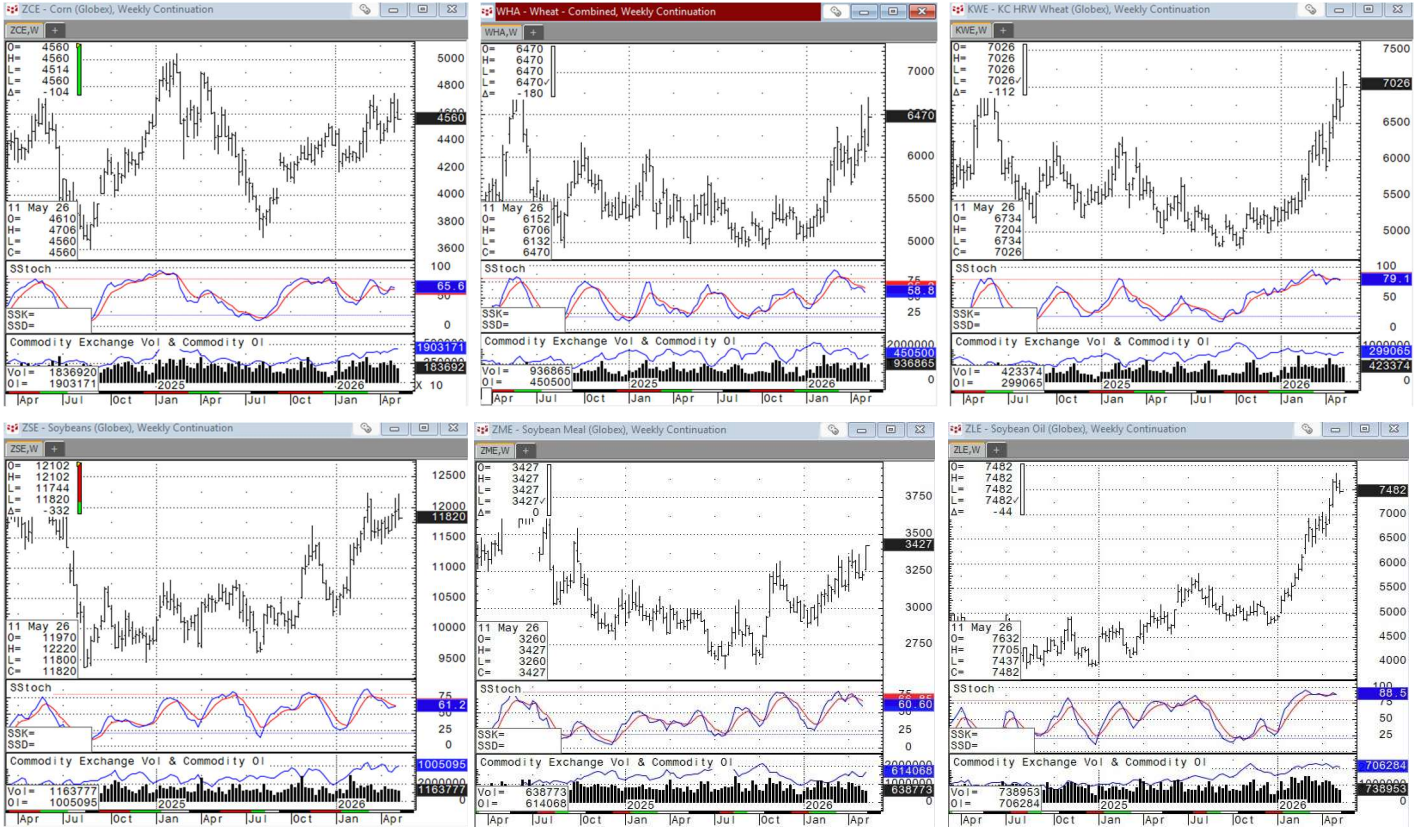 ZCE - Corn (Globex), Weekly Continuation
ZCE,W +
O= 4560
H= 4560
L= 4514
L= 4560
Δ= -104
5000
4800
4600
4560
4400
4200
4000
3800
3600
11 May 26
O= 4610
H= 4706
L= 4560
C= 4560
SStoch
100
65.6
50
0
SSK=
SSD=
Commodity Exchange Vol & Commodity OI
1903171
183692
X 10
Vol= 1836920
OI= 1903171
2025 2026
Apr Jul Oct Jan Apr Jul Oct Jan Apr
WHA - Wheat - Combined, Weekly Continuation
WHA,W +
O= 6470
H= 6470
L= 6470
L= 6470✓
Δ= -180
7000
6470
6000
5500
5000
11 May 26
O= 6152
H= 6706
L= 6132
C= 6470
SStoch
75
58.8
25
SSK=
SSD=
Commodity Exchange Vol & Commodity OI
2000000
450500
936865
0
Vol= 936865
OI= 450500
2025 2026
Apr Jul Oct Jan Apr Jul Oct Jan Apr
KWE - KC HRW Wheat (Globex), Weekly Continuation
KWE,W +
O= 7026
H= 7026
L= 7026
L= 7026✓
Δ= -112
7500
7026
6500
6000
5500
5000
11 May 26
O= 6734
H= 7204
L= 6734
C= 7026
SStoch
100
79.1
50
0
SSK=
SSD=
Commodity Exchange Vol & Commodity OI
299065
423374
0
Vol= 423374
OI= 299065
2025 2026
Apr Jul Oct Jan Apr Jul Oct Jan Apr
ZSE - Soybeans (Globex), Weekly Continuation
ZSE,W +
O= 12102
H= 12102
L= 11744
L= 11820
Δ= -332
12500
12000
11820
11500
11000
10500
10000
9500
11 May 26
O= 11970
H= 12220
L= 11800
C= 11820
SStoch
75
61.2
25
0
SSK=
SSD=
Commodity Exchange Vol & Commodity OI
1005095
2000000
1163777
0
Vol= 1163777
OI= 1005095
2025 2026
Apr Jul Oct Jan Apr Jul Oct Jan Apr
ZME - Soybean Meal (Globex), Weekly Continuation
ZME,W +
O= 3427
H= 3427
L= 3427
L= 3427✓
Δ= 0
3750
3500
3427
3250
3000
2750
11 May 26
O= 3260
H= 3427
L= 3260
C= 3427
SStoch
75
66.85
60.60
25
0
SSK=
SSD=
Commodity Exchange Vol & Commodity OI
2000000
614068
638773
0
Vol= 638773
OI= 614068
2025 2026
Apr Jul Oct Jan Apr Jul Oct Jan Apr
ZLE - Soybean Oil (Globex), Weekly Continuation
ZLE,W +
O= 7482
H= 7482
L= 7482
L= 7482✓
Δ= -44
7482
7000
6500
6000
5500
5000
4500
4000
11 May 26
O= 7632
H= 7705
L= 7437
C= 7482
SStoch
100
88.5
75
50
25
SSK=
SSD=
Commodity Exchange Vol & Commodity OI
706284
738953
0
Vol= 738953
OI= 706284
2025 2026
Apr Jul Oct Jan Apr Jul Oct Jan Apr